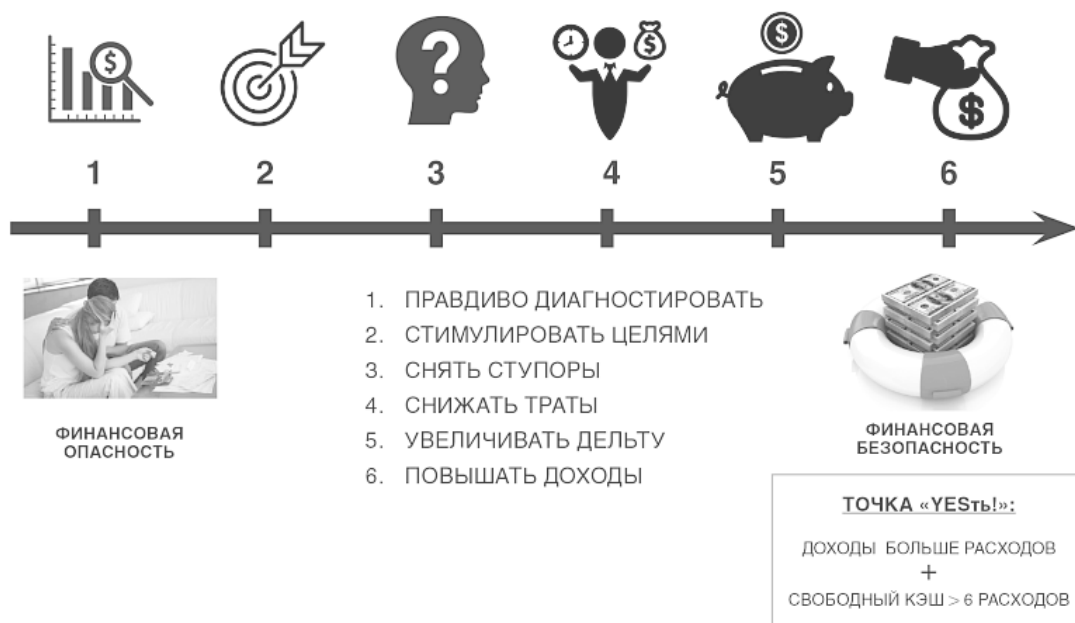 $
?
$
$
$
1 2 3 4 5 6
1. ПРАВДИВО ДИАГНОСТИРОВАТЬ
2. СТИМУЛИРОВАТЬ ЦЕЛЯМИ
3. СНЯТЬ СТУПОРЫ
4. СНИЖАТЬ ТРАТЫ
5. УВЕЛИЧИВАТЬ ДЕЛЬТУ
6. ПОВЫШАТЬ ДОХОДЫ
ФИНАНСОВАЯ
ОПАСНОСТЬ
ФИНАНСОВАЯ
БЕЗОПАСНОСТЬ
ТОЧКА «YESть!»:
ДОХОДЫ БОЛЬШЕ РАСХОДОВ
+
СВОБОДНЫЙ КЭШ > 6 РАСХОДОВ